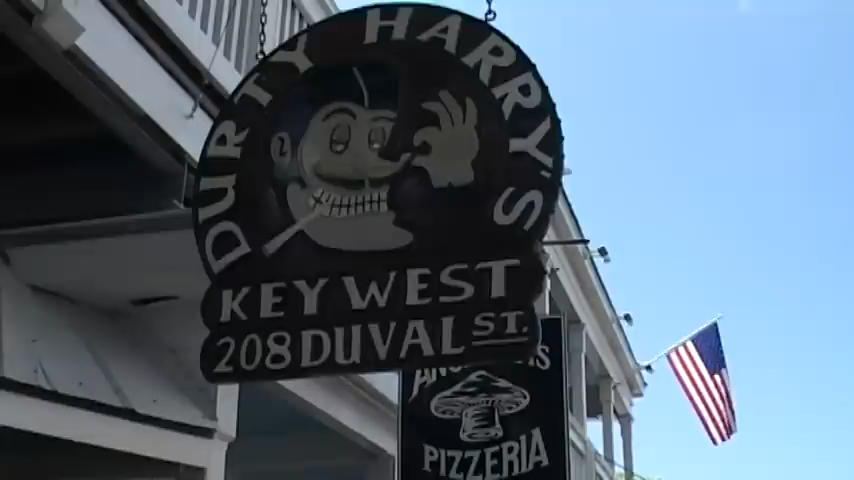 DURTY HARRY'S
KEY WEST
208 DUVAL ST.
PIZZERIA